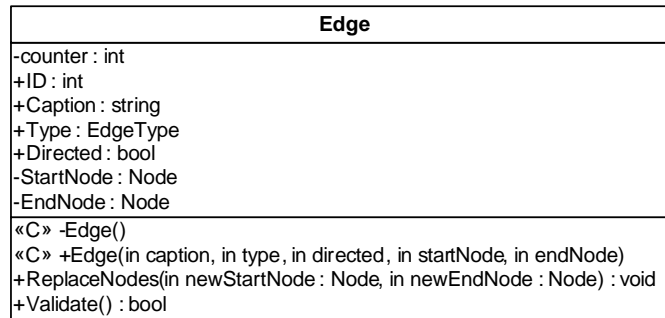 Edge
-counter : int
+ID : int
+Caption : string
+Type : EdgeType
+Directed : bool
-StartNode : Node
-EndNode : Node
«C» -Edge()
«C» +Edge(in caption, in type, in directed, in startNode, in endNode)
+ReplaceNodes(in newStartNode : Node, in newEndNode : Node) : void
+Validate() : bool